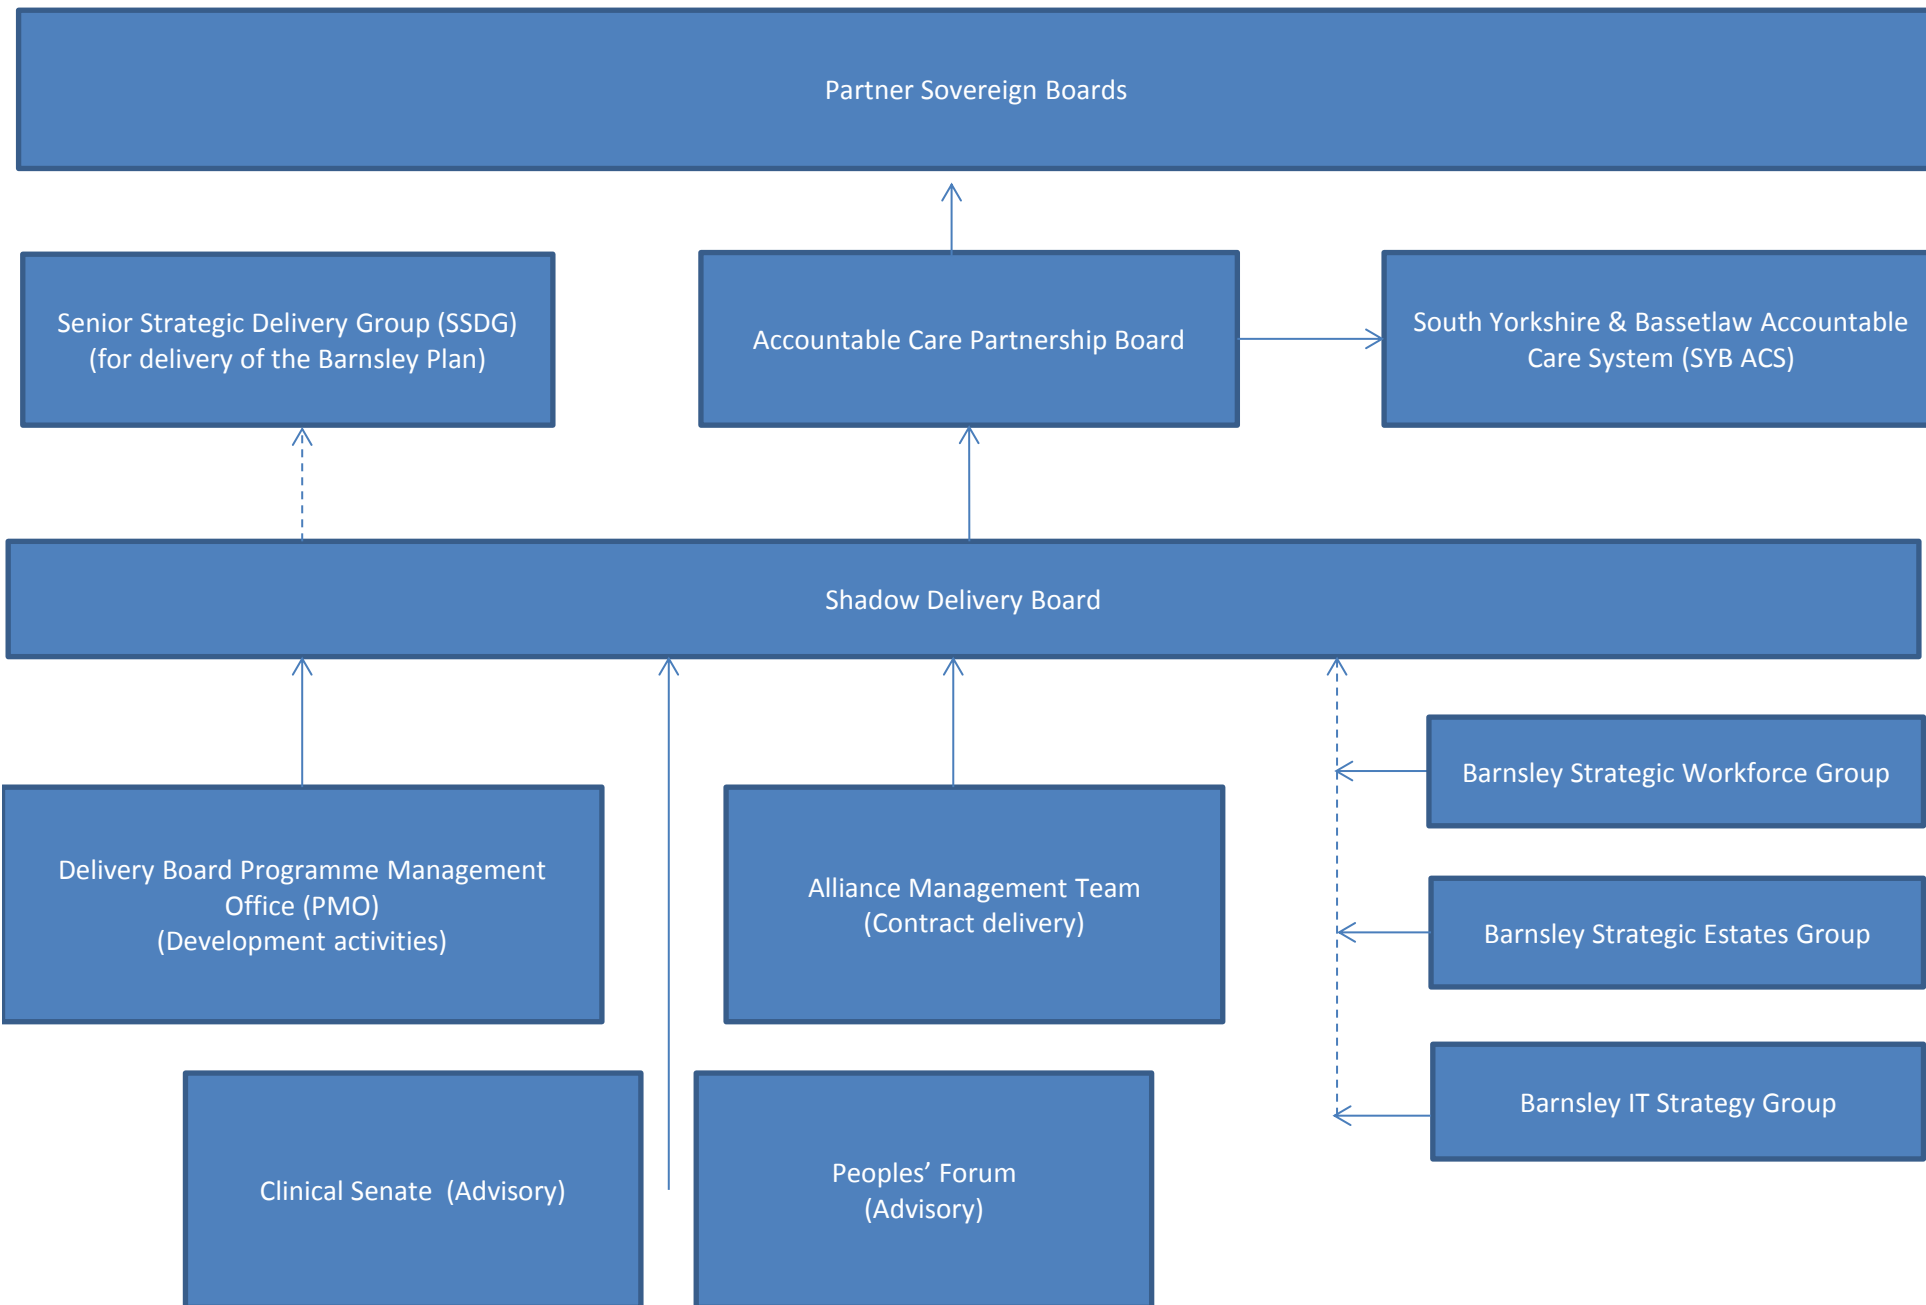 Partner Sovereign Boards
Senior Strategic Delivery Group (SSDG)
(for delivery of the Barnsley Plan)
Accountable Care Partnership Board
South Yorkshire & Bassetlaw Accountable
Care System (SYB ACS)
Shadow Delivery Board
Delivery Board Programme Management
Office (PMO)
(Development activities)
Alliance Management Team
(Contract delivery)
Barnsley Strategic Workforce Group
Barnsley Strategic Estates Group
Barnsley IT Strategy Group
Clinical Senate  (Advisory)
Peoples’ Forum
(Advisory)